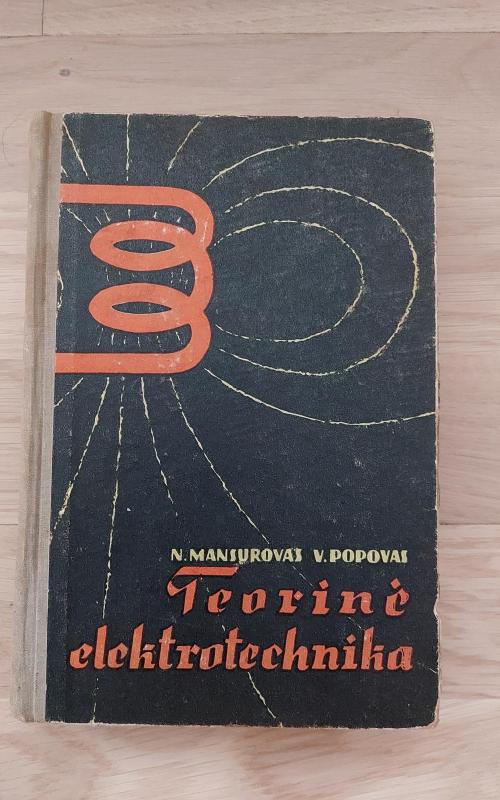 N. MANSUROVAS V. POPOVAS
Teorinė
elektrotechnika